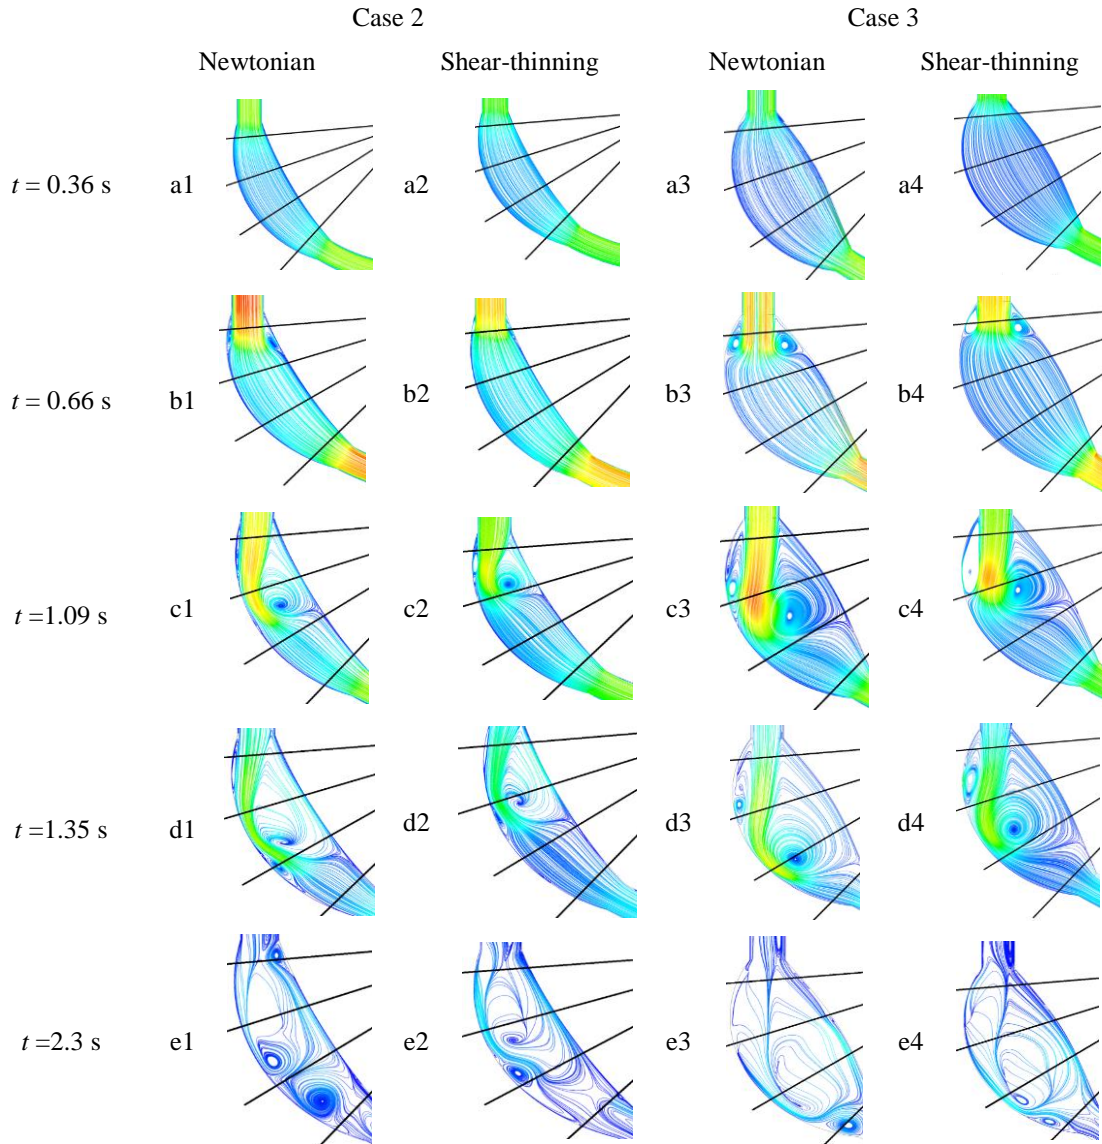 Case 2 Case 3
Newtonian Shear-thinning Newtonian Shear-thinning
t = 0.36 s a1 a2 a3 a4
t = 0.66 s b1 b2 b3 b4
t =1.09 s c1 c2 c3 c4
t =1.35 s d1 d2 d3 d4
t =2.3 s e1 e2 e3 e4